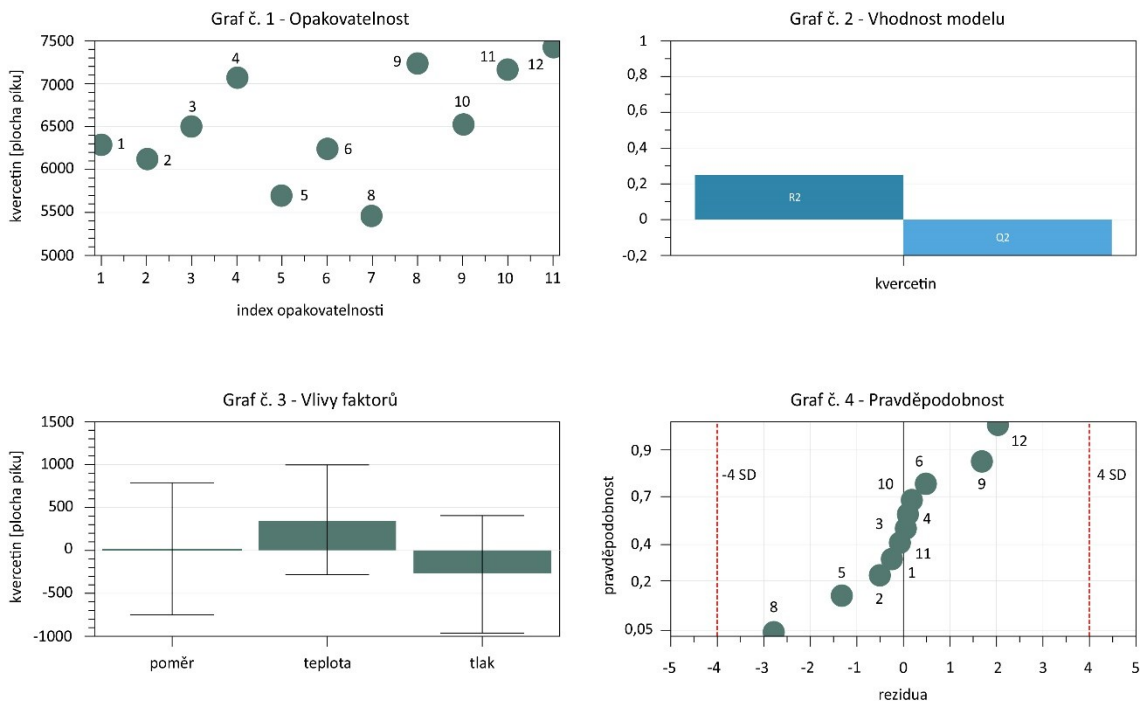 Graf č. 1 - Opakovatelnost
kvercetin [plocha píku]
7500
7000
6500
6000
5500
5000
1
2
3
4
5
6
8
9
10
11
12
1 2 3 4 5 6 7 8 9 10 11
index opakovatelnosti
Graf č. 2 - Vhodnost modelu
1
0,8
0,6
0,4
0,2
0
-0,2
R2
Q2
kvercetin
Graf č. 3 - Vlivy faktorů
kvercetin [plocha píku]
1500
1000
500
0
-500
-1000
poměr teplota tlak
Graf č. 4 - Pravděpodobnost
pravděpodobnost
0,9
0,7
0,4
0,2
0,05
-4 SD
4 SD
12
6
9
10
4
3
11
5
1
2
8
-5 -4 -3 -2 -1 0 1 2 3 4 5
rezidua